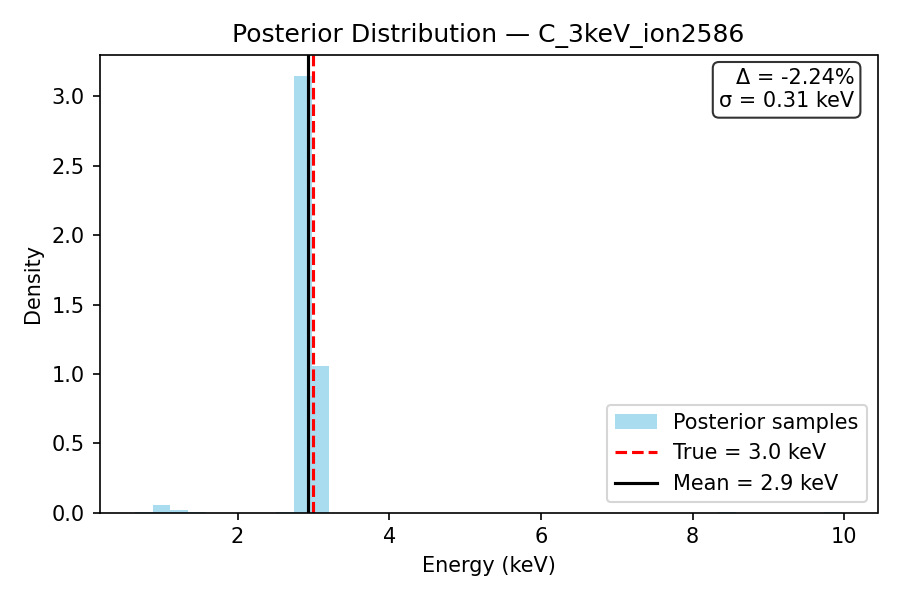 Posterior Distribution — C_3keV_ion2586
Δ = -2.24%
σ = 0.31 keV
3.0
2.5
2.0
1.5
1.0
0.5
0.0
Density
Posterior samples
True = 3.0 keV
Mean = 2.9 keV
2 4 6 8 10
Energy (keV)